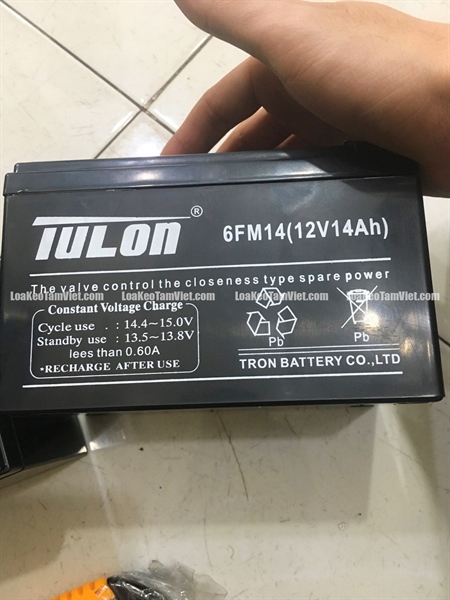 TULON ®
6FM14(12V14Ah)
The valve control the closeness type spare power
LoaKeoTamViet.com LoaKeoTamViet.com LoaKeoTamViet.com LoaKeoTamViet.com
Constant Voltage Charge
Cycle use : 14.4~15.0V
Standby use : 13.5~13.8V
lees than 0.60A
*RECHARGE AFTER USE
Pb Pb
TRON BATTERY CO.,LTD